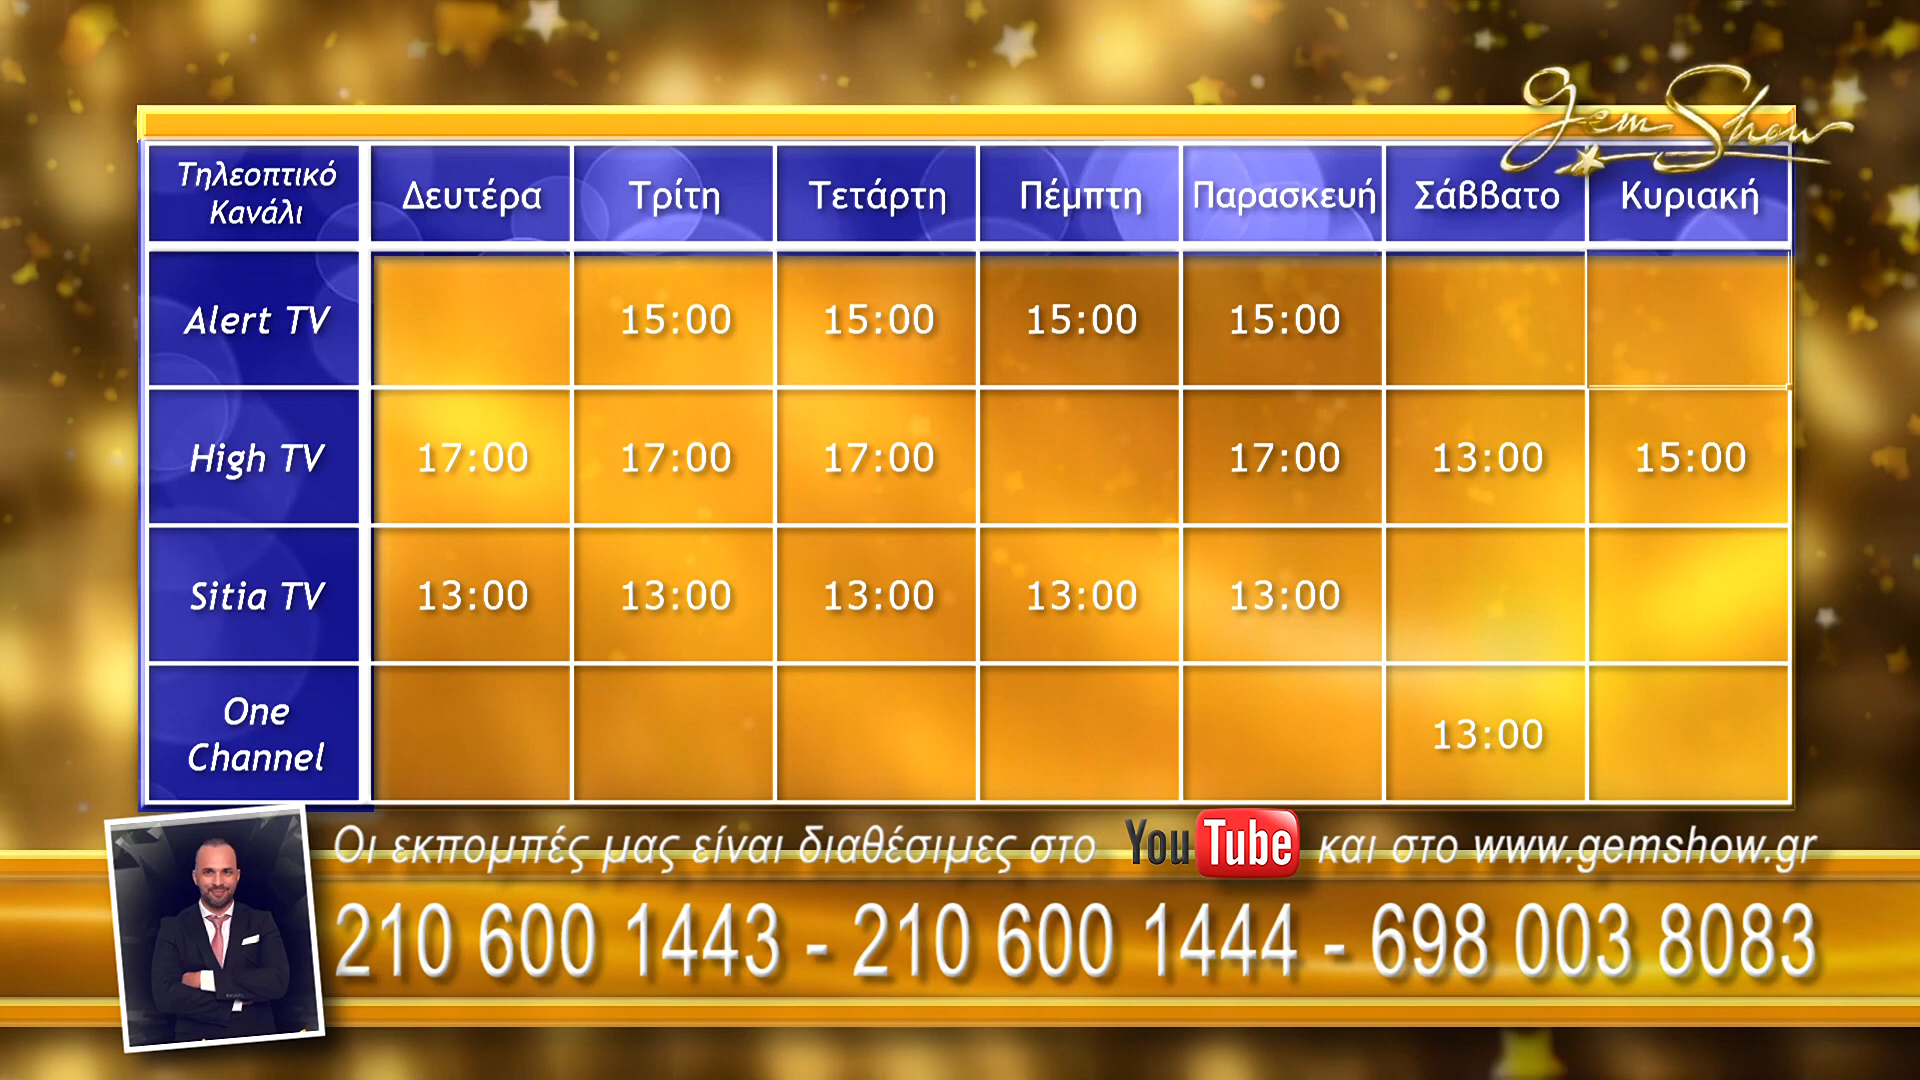 Gem Show
Τηλεοπτικό Κανάλι Δευτέρα Τρίτη Τετάρτη Πέμπτη Παρασκευή Σάββατο Κυριακή
Alert TV 15:00 15:00 15:00 15:00
High TV 17:00 17:00 17:00 17:00 13:00 15:00
Sitia TV 13:00 13:00 13:00 13:00 13:00
One Channel 13:00
Οι εκπομπές μας είναι διαθέσιμες στο YouTube και στο www.gemshow.gr
210 600 1443 - 210 600 1444 - 698 003 8083